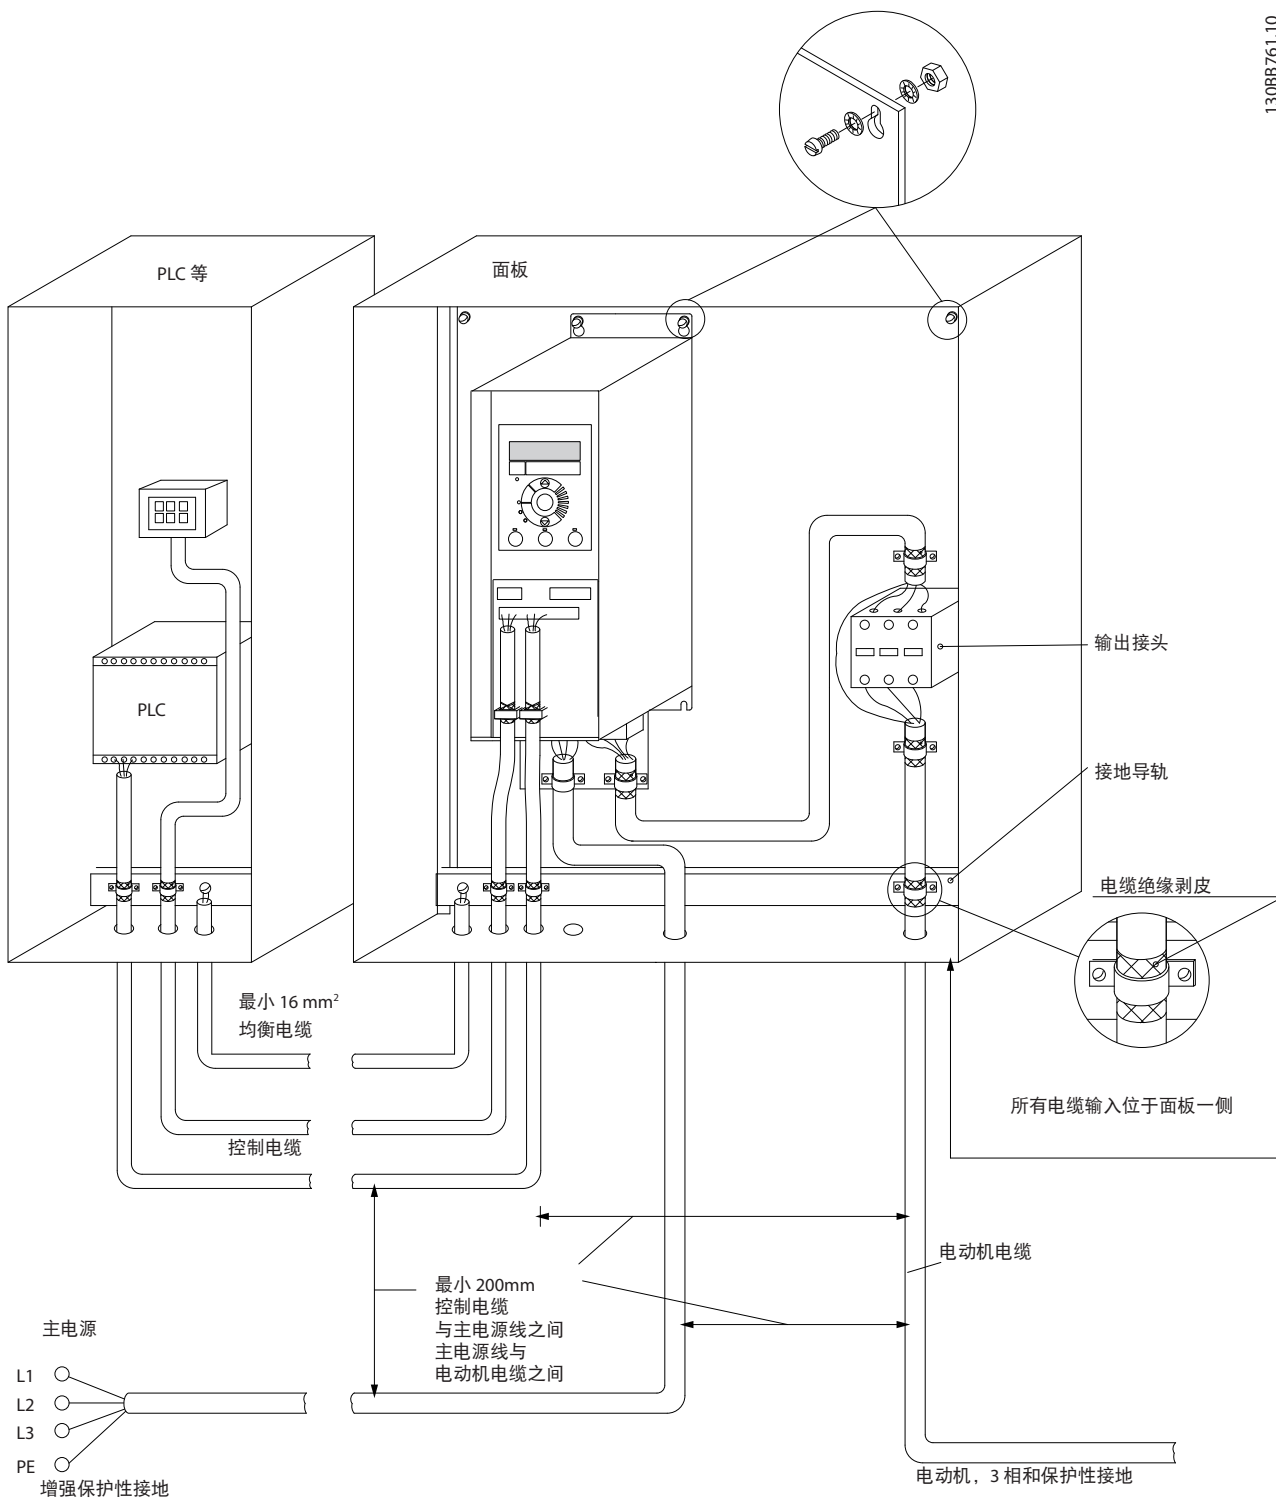 130BB761.10
PLC 等
面板
输出接头
PLC
接地导轨
电缆绝缘剥皮
最小 16 mm²
均衡电缆
所有电缆输入位于面板一侧
控制电缆
电动机电缆
最小 200mm
控制电缆
与主电源线之间
主电源线与
电动机电缆之间
主电源
L1
L2
L3
PE
增强保护性接地
电动机，3 相和保护性接地